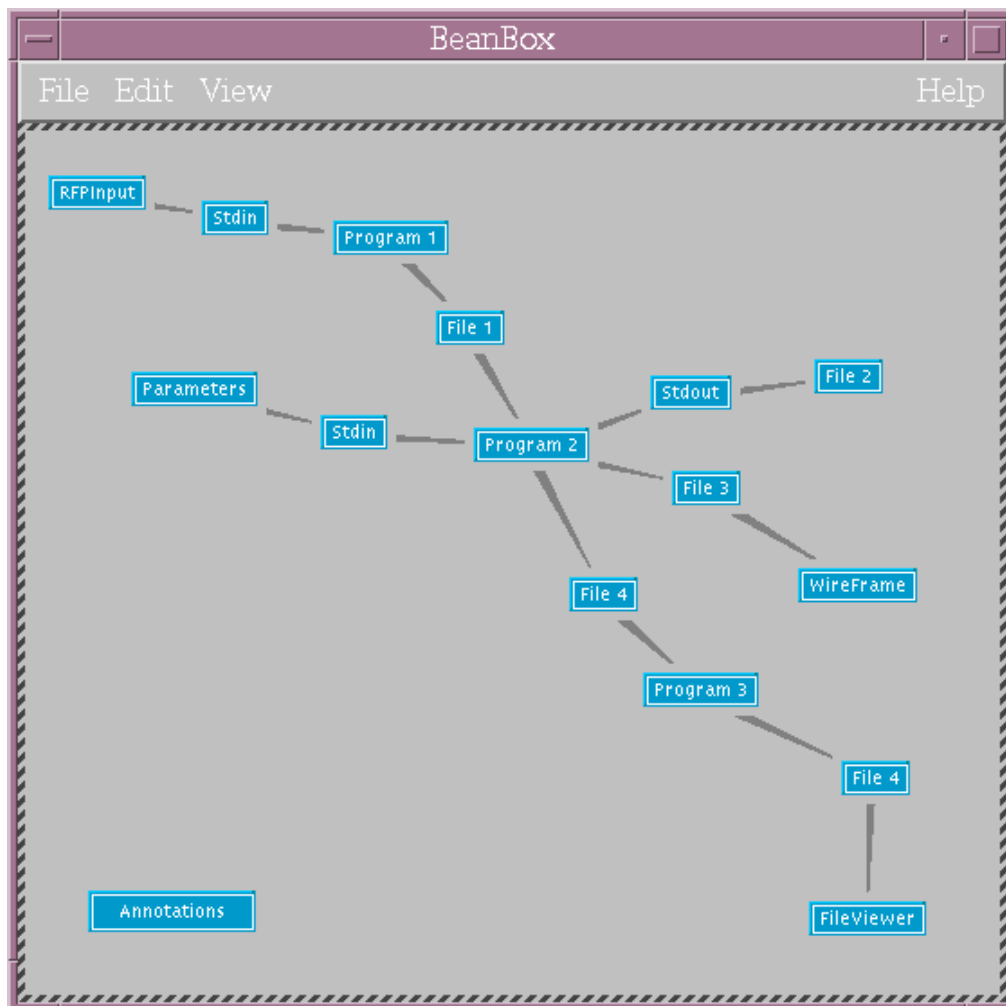 BeanBox
File Edit View Help
RFPInput
Stdin
Program 1
File 1
Parameters
Stdin
Program 2
Stdout
File 2
File 3
WireFrame
File 4
Program 3
File 4
FileViewer
Annotations